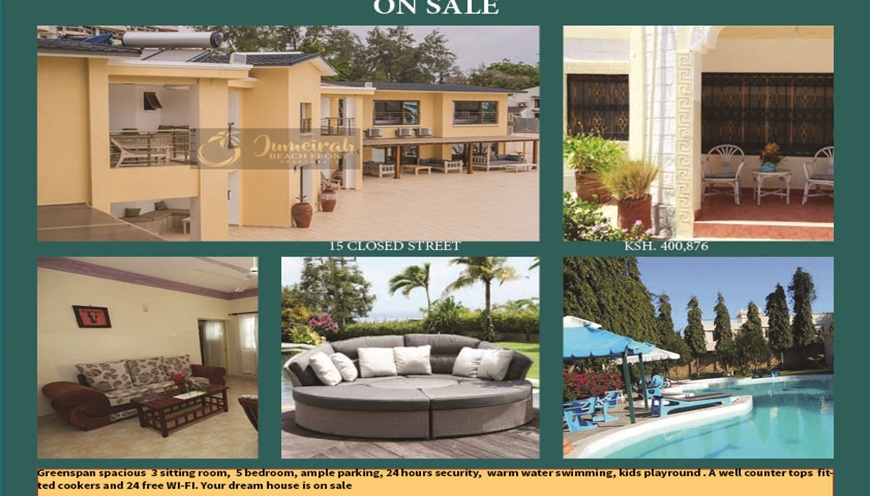 ON SALE
Jumeirah
BEACH FRONT
15 CLOSED STREET
KSH. 400,876
Greenspan spacious 3 sitting room, 5 bedroom, ample parking, 24 hours security, warm water swimming, kids playround . A well counter tops fit-
ted cookers and 24 free WI-FI. Your dream house is on sale